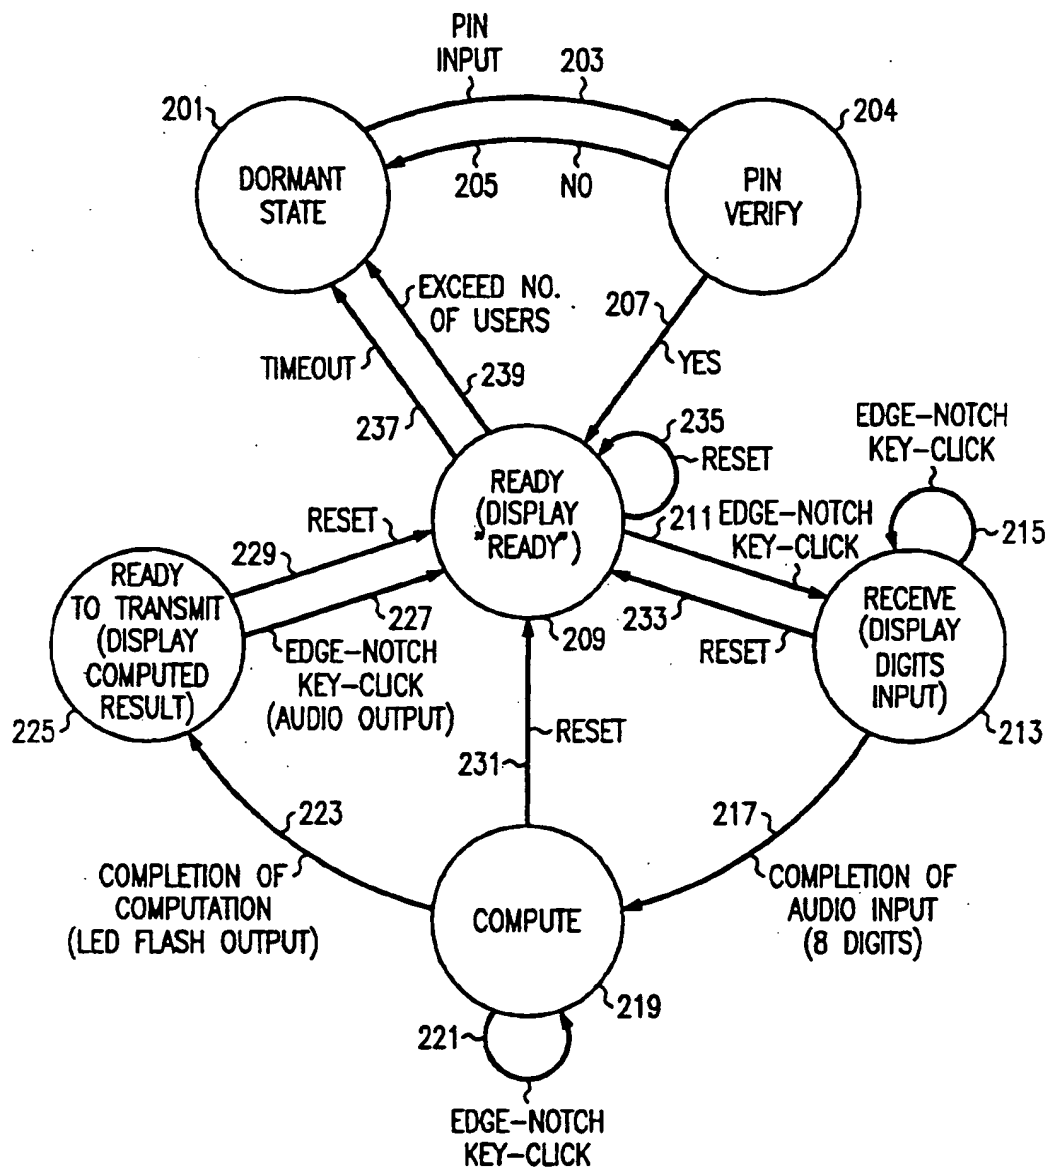 PIN
INPUT
203
201
204
DORMANT
STATE
205
NO
PIN
VERIFY
EXCEED NO.
OF USERS
207
YES
TIMEOUT
239
237
235
RESET
EDGE-NOTCH
KEY-CLICK
READY
(DISPLAY
"READY")
211
EDGE-NOTCH
KEY-CLICK
215
RESET
229
227
233
RESET
209
READY
TO TRANSMIT
(DISPLAY
COMPUTED
RESULT)
225
EDGE-NOTCH
KEY-CLICK
(AUDIO OUTPUT)
RECEIVE
(DISPLAY
DIGITS
INPUT)
213
RESET
231
223
217
COMPLETION OF
COMPUTATION
(LED FLASH OUTPUT)
COMPUTE
COMPLETION OF
AUDIO INPUT
(8 DIGITS)
219
221
EDGE-NOTCH
KEY-CLICK